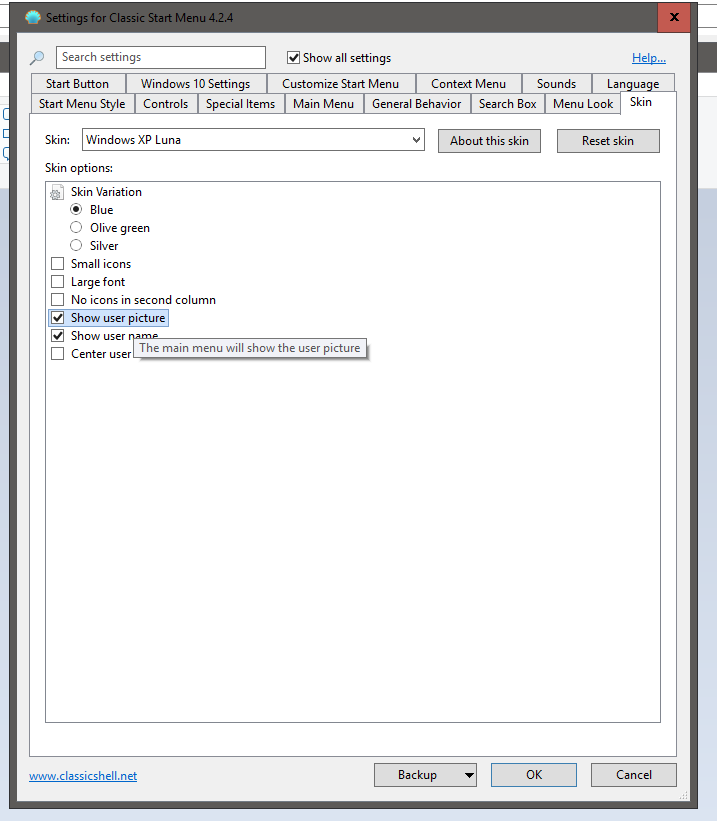 Settings for Classic Start Menu 4.2.4
X
Search settings
Show all settings
Help...
Start Button
Windows 10 Settings
Customize Start Menu
Context Menu
Sounds
Language
Start Menu Style
Controls
Special Items
Main Menu
General Behavior
Search Box
Menu Look
Skin
Skin:
Windows XP Luna
About this skin
Reset skin
Skin options:
Skin Variation
Blue
Olive green
Silver
Small icons
Large font
No icons in second column
Show user picture
Show user name
The main menu will show the user picture
Center user
www.classicshell.net
Backup
OK
Cancel